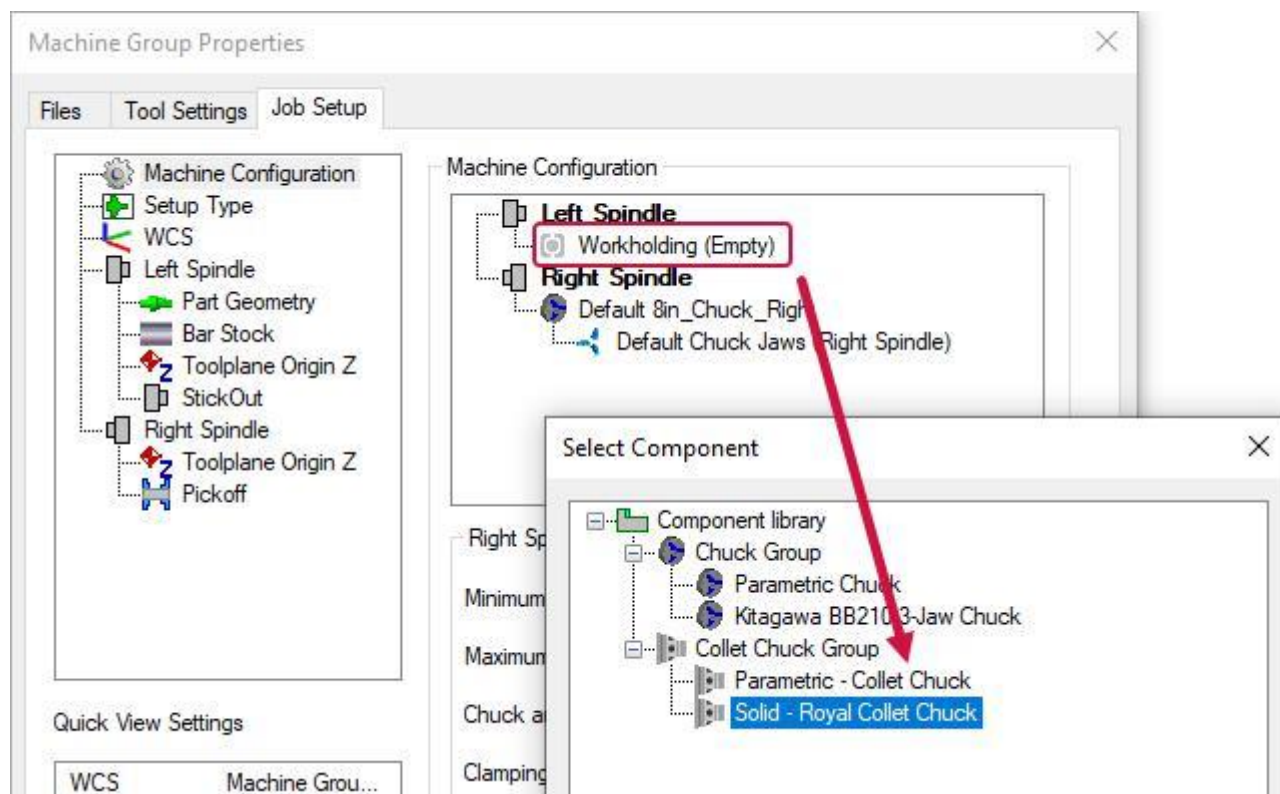 Machine Group Properties
Files Tool Settings Job Setup
Machine Configuration
Setup Type
WCS
Left Spindle
Part Geometry
Bar Stock
Toolplane Origin Z
StickOut
Right Spindle
Toolplane Origin Z
Pickoff
Quick View Settings
WCS Machine Grou...
Machine Configuration
Left Spindle
Workholding (Empty)
Right Spindle
Default 8in_Chuck_Righ
Default Chuck Jaws (Right Spindle)
Right Sp
Minimum
Maximum
Chuck a
Clamping
Select Component
Component library
Chuck Group
Parametric Chuck
Kitagawa BB210 3-Jaw Chuck
Collet Chuck Group
Parametric - Collet Chuck
Solid - Royal Collet Chuck